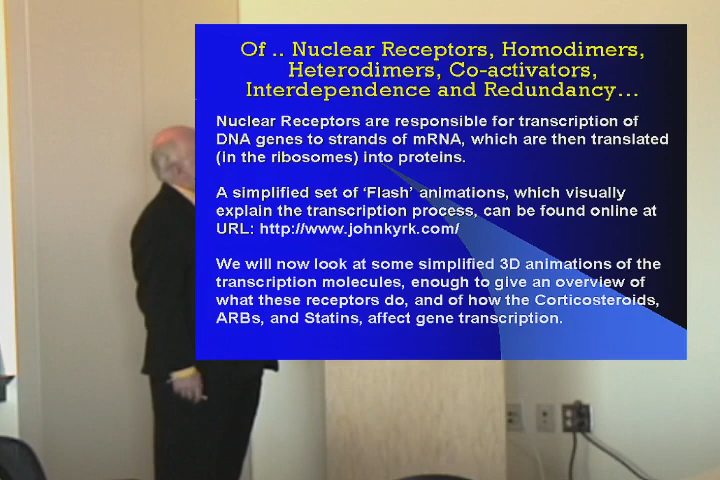 Of .. Nuclear Receptors, Homodimers,
Heterodimers, Co-activators,
Interdependence and Redundancy...
Nuclear Receptors are responsible for transcription of
DNA genes to strands of mRNA, which are then translated
(in the ribosomes) into proteins.
A simplified set of ‘Flash’ animations, which visually
explain the transcription process, can be found online at
URL: http://www.johnkyrk.com/
We will now look at some simplified 3D animations of the
transcription molecules, enough to give an overview of
what these receptors do, and of how the Corticosteroids,
ARBs, and Statins, affect gene transcription.